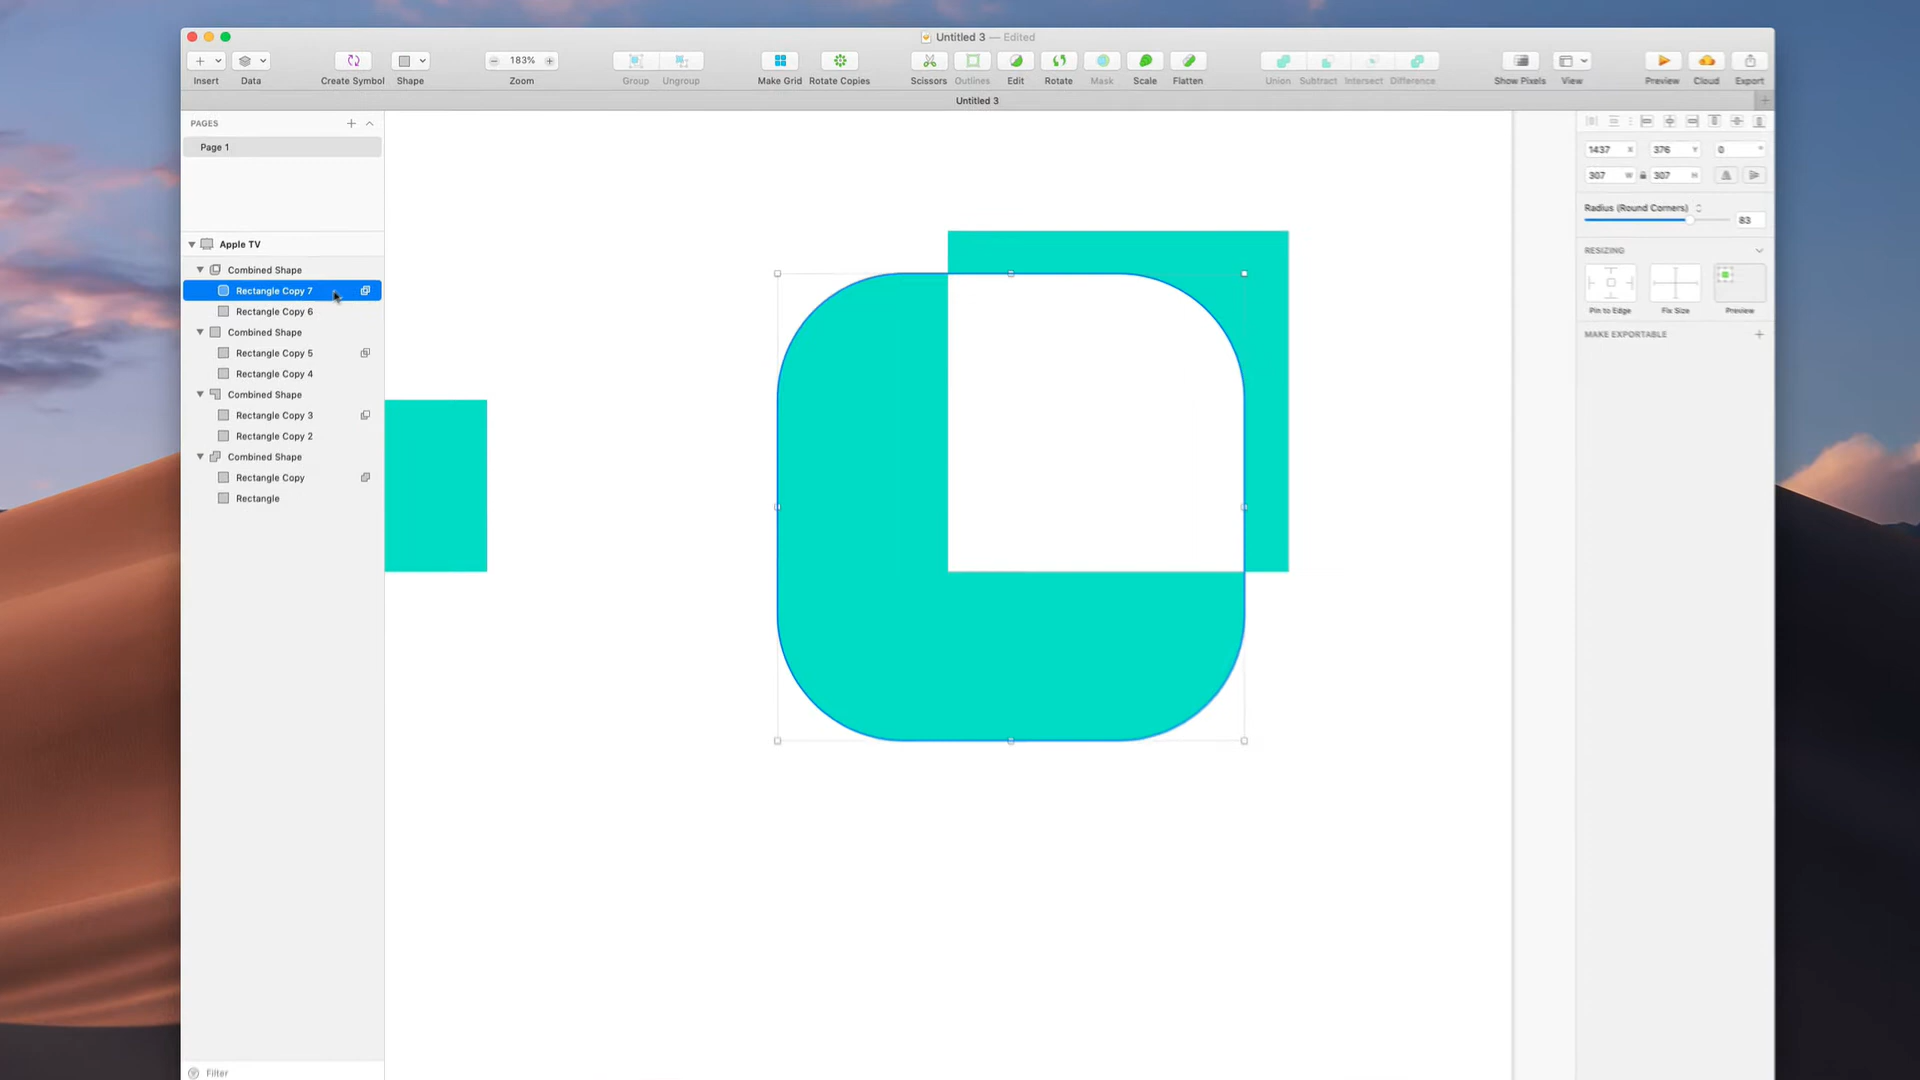 Untitled 3 — Edited
183%
Insert Data Create Symbol Shape Zoom Group Ungroup Make Grid Rotate Copies Scissors Outlines Edit Rotate Mask Scale Flatten Union Subtract Intersect Difference Show Pixels View Preview Cloud Export
Untitled 3
PAGES
Page 1
Apple TV
Combined Shape
Rectangle Copy 7
Rectangle Copy 6
Combined Shape
Rectangle Copy 5
Rectangle Copy 4
Combined Shape
Rectangle Copy 3
Rectangle Copy 2
Combined Shape
Rectangle Copy
Rectangle
Filter
1437 X 376 Y 0 °
307 W 307 H
Radius (Round Corners)
83
RESIZING
Pin to Edge Fix Size Preview
MAKE EXPORTABLE